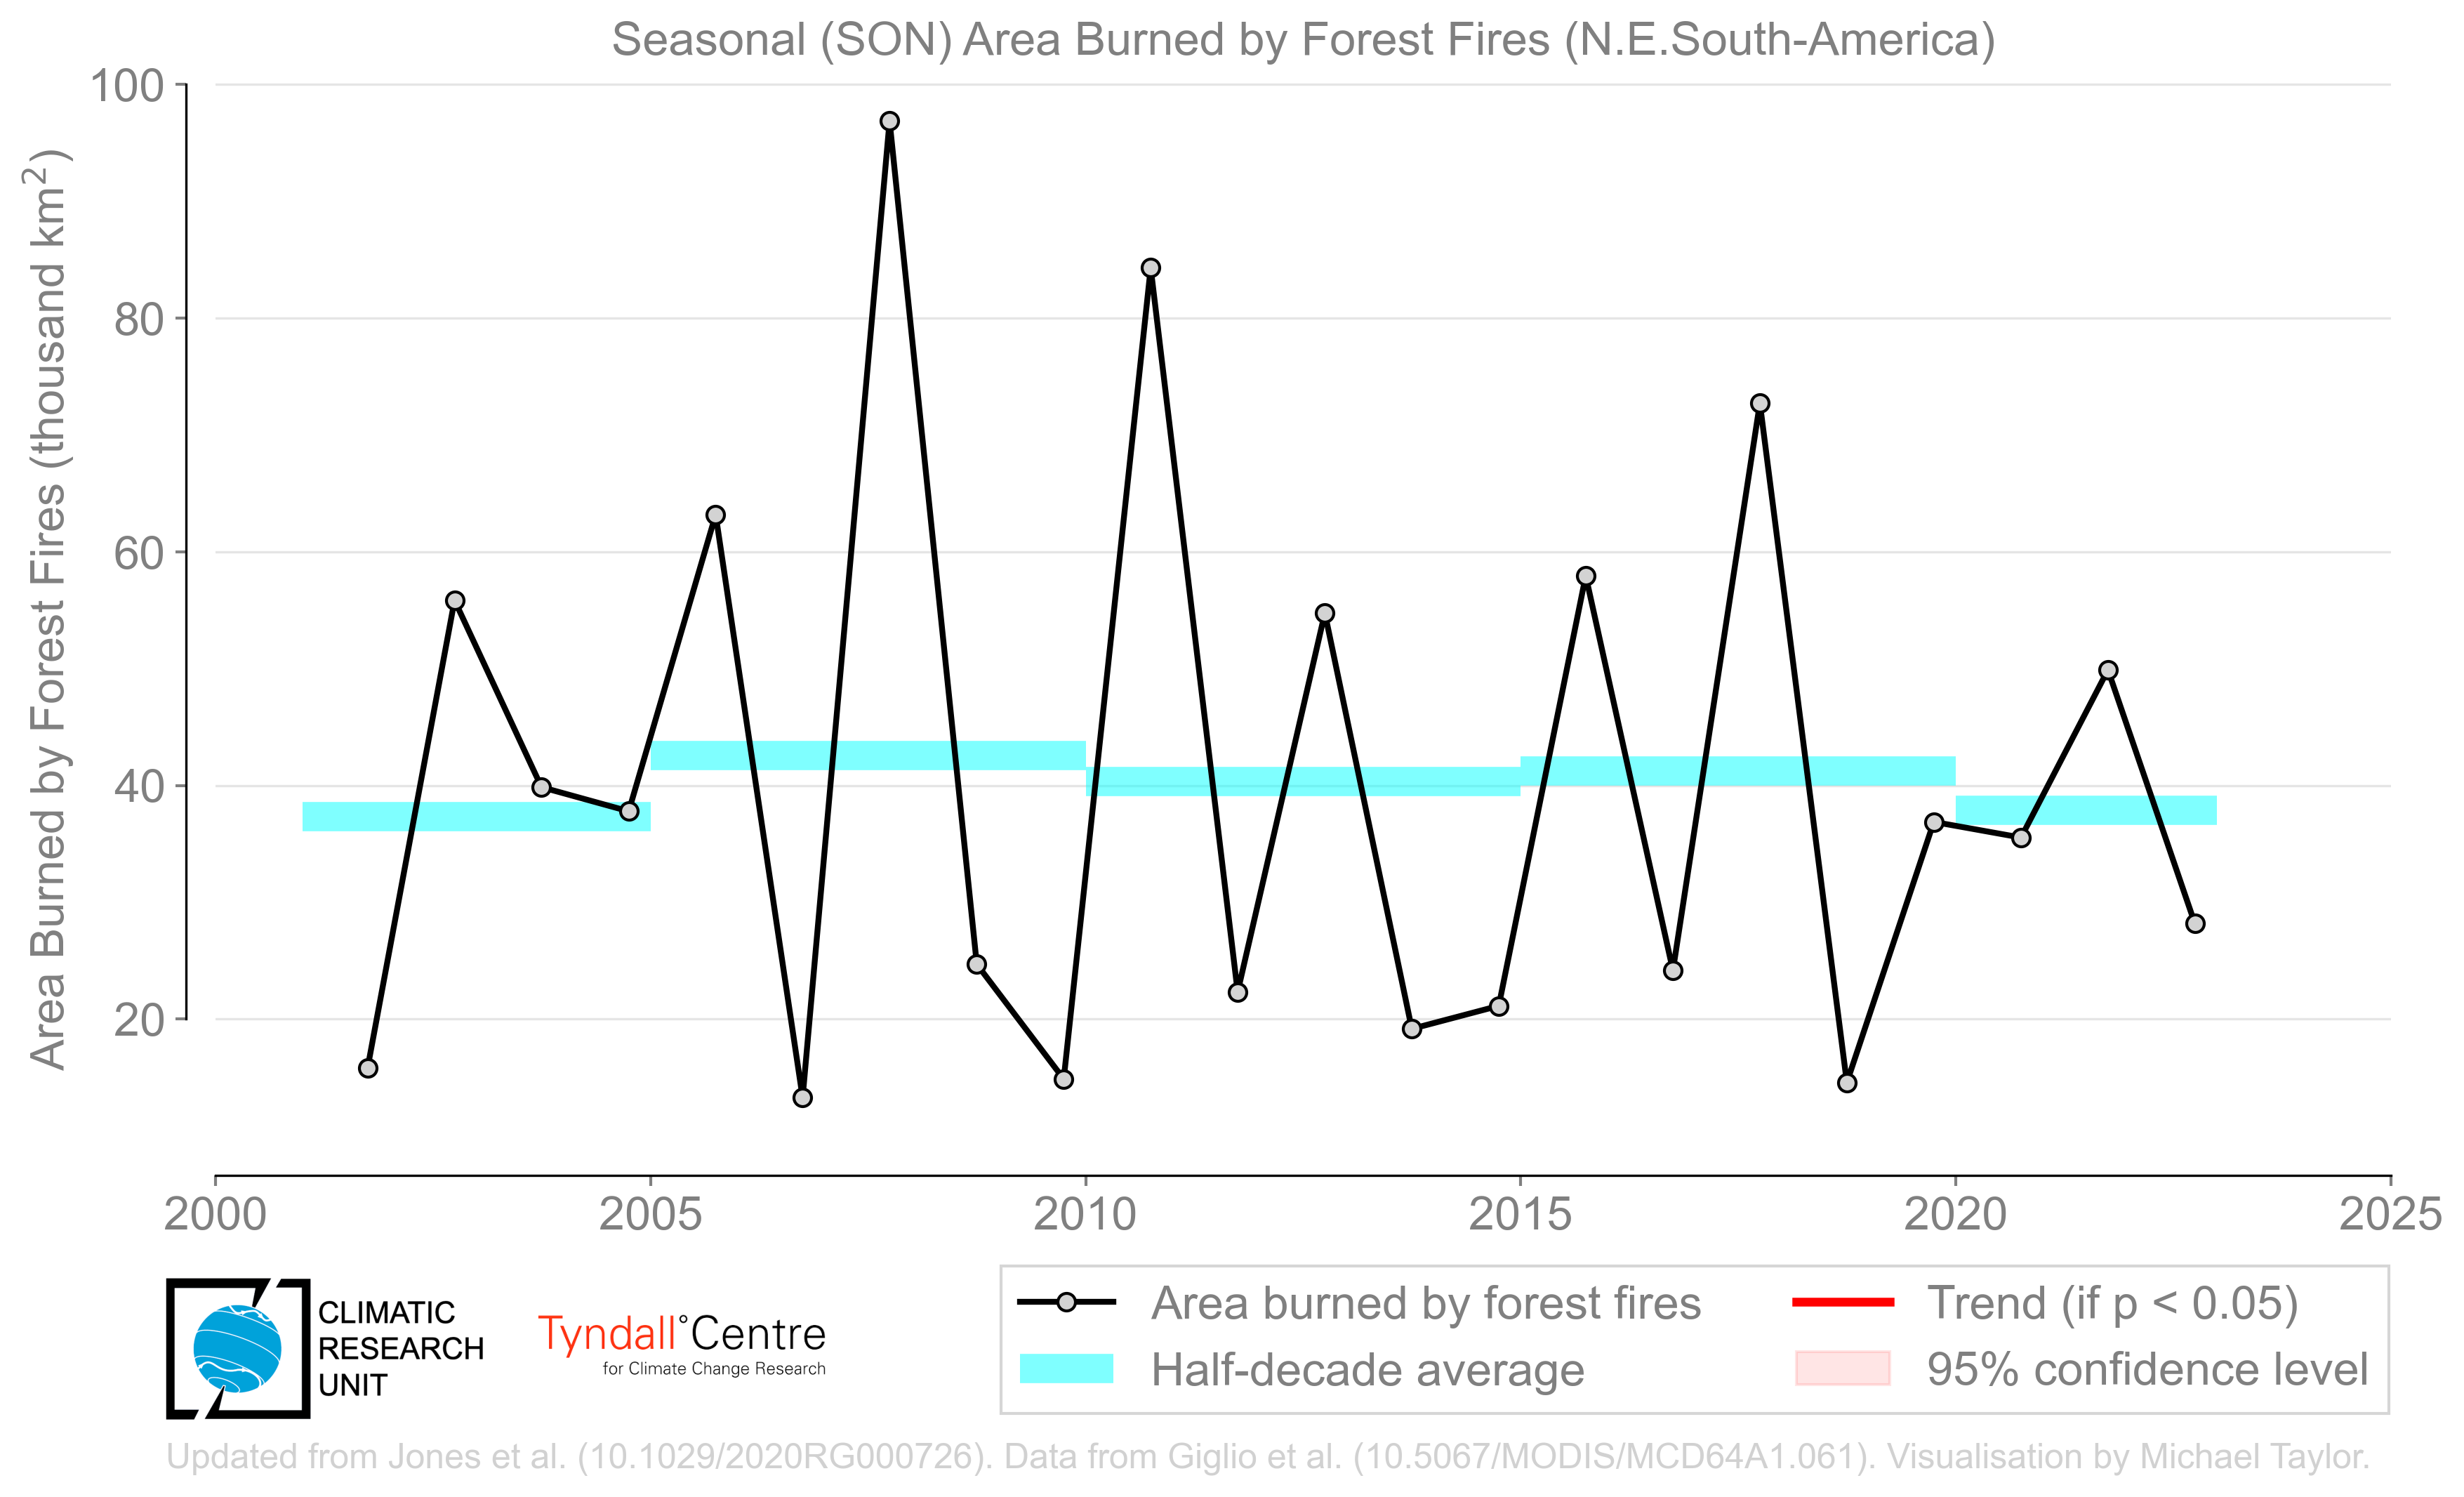 Seasonal (SON) Area Burned by Forest Fires (N.E.South-America)
Area Burned by Forest Fires (thousand km²)
100
80
60
40
20
2000 2005 2010 2015 2020 2025
Area burned by forest fires
Half-decade average
Trend (if p < 0.05)
95% confidence level
CLIMATIC
RESEARCH
UNIT
Tyndall°Centre
for Climate Change Research
Updated from Jones et al. (10.1029/2020RG000726). Data from Giglio et al. (10.5067/MODIS/MCD64A1.061). Visualisation by Michael Taylor.